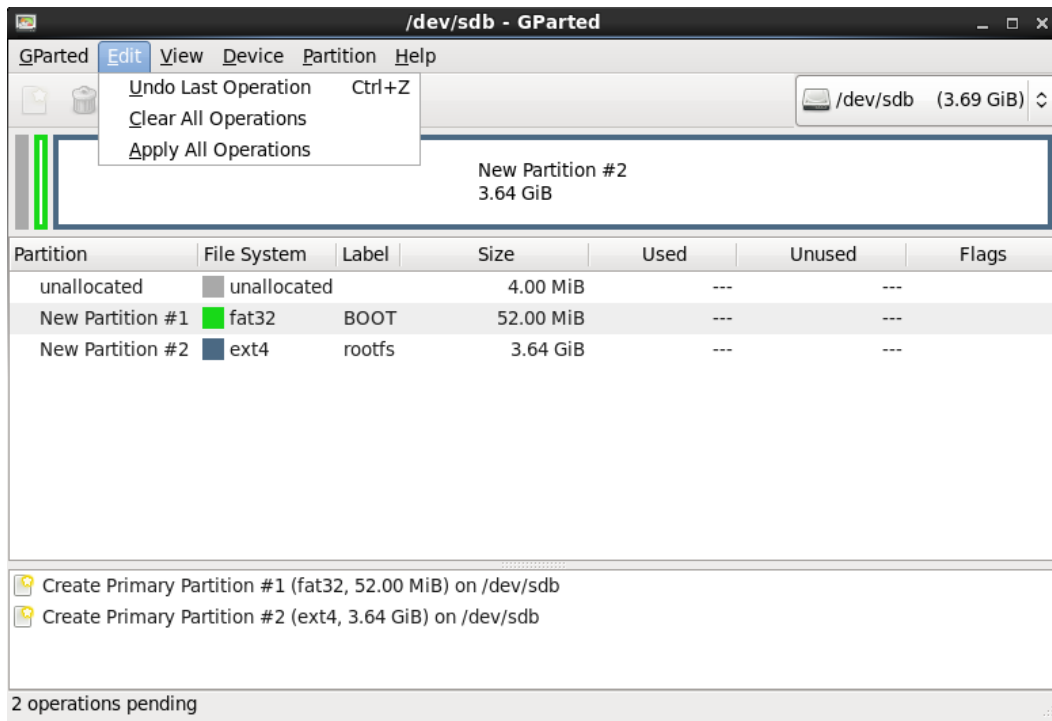 /dev/sdb - GParted
GParted Edit View Device Partition Help
Undo Last Operation Ctrl+Z
Clear All Operations
Apply All Operations
/dev/sdb (3.69 GiB)
New Partition #2
3.64 GiB
Partition File System Label Size Used Unused Flags
unallocated unallocated 4.00 MiB --- ---
New Partition #1 fat32 BOOT 52.00 MiB --- ---
New Partition #2 ext4 rootfs 3.64 GiB --- ---
Create Primary Partition #1 (fat32, 52.00 MiB) on /dev/sdb
Create Primary Partition #2 (ext4, 3.64 GiB) on /dev/sdb
2 operations pending